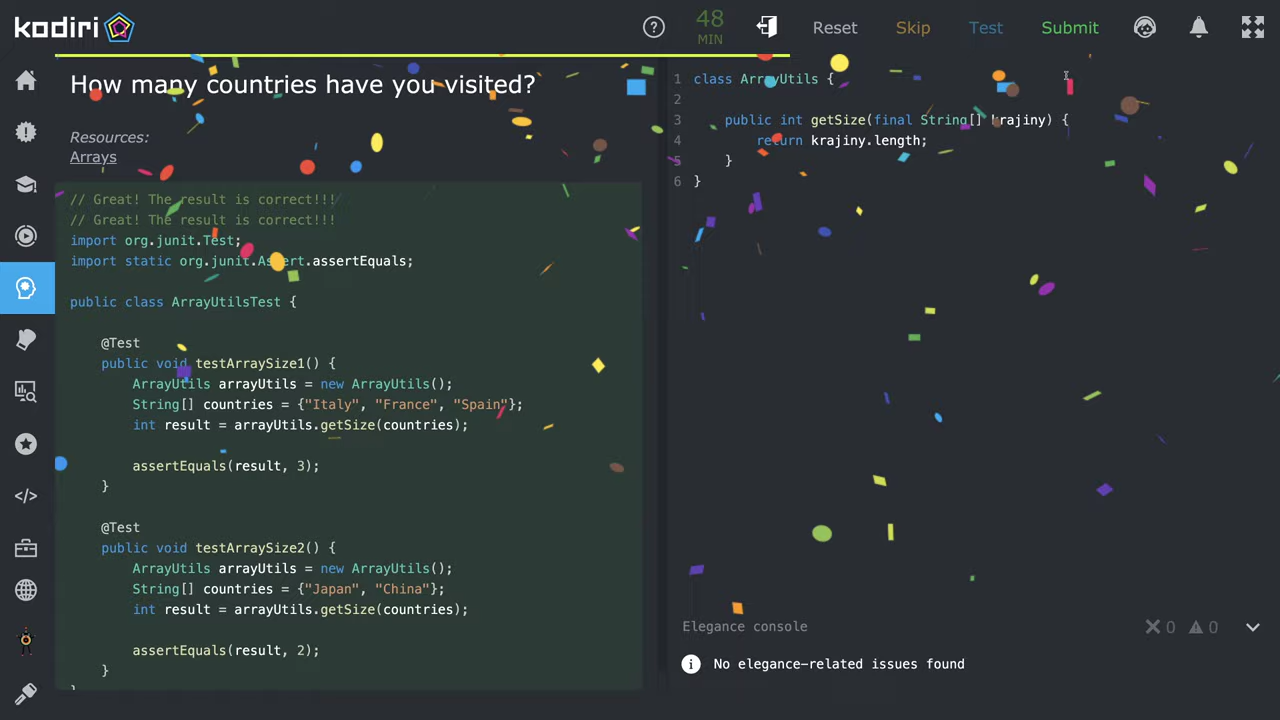 kodiri
48
MIN
Reset
Skip
Test
Submit
How many countries have you visited?
Resources:
Arrays
// Great! The result is correct!!!
// Great! The result is correct!!!
import org.junit.Test;
import static org.junit.Assert.assertEquals;
public class ArrayUtilsTest {
@Test
public void testArraySize1() {
ArrayUtils arrayUtils = new ArrayUtils();
String[] countries = {"Italy", "France", "Spain"};
int result = arrayUtils.getSize(countries);
assertEquals(result, 3);
}
@Test
public void testArraySize2() {
ArrayUtils arrayUtils = new ArrayUtils();
String[] countries = {"Japan", "China"};
int result = arrayUtils.getSize(countries);
assertEquals(result, 2);
}
}
1 class ArrayUtils {
2
3 public int getSize(final String[] krajiny) {
4 return krajiny.length;
5 }
6 }
Elegance console
0
0
No elegance-related issues found